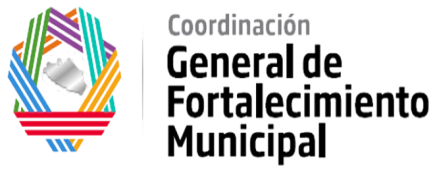 Coordinación
General de
Fortalecimiento
Municipal